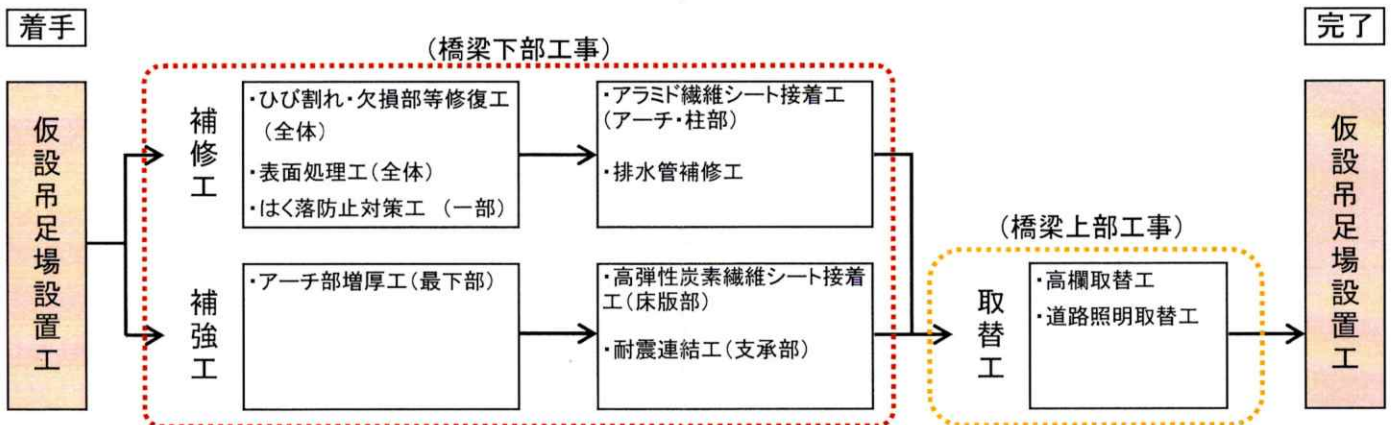 着手
完了
(橋梁下部工事)
仮設吊足場設置工
補修工
・ひび割れ・欠損部等修復工
(全体)
・表面処理工(全体)
・はく落防止対策工 (一部)
・アラミド繊維シート接着工
(アーチ・柱部)
・排水管補修工
補強工
・アーチ部増厚工(最下部)
・高弾性炭素繊維シート接着
工(床版部)
・耐震連結工(支承部)
(橋梁上部工事)
取替工
・高欄取替工
・道路照明取替工
仮設吊足場設置工